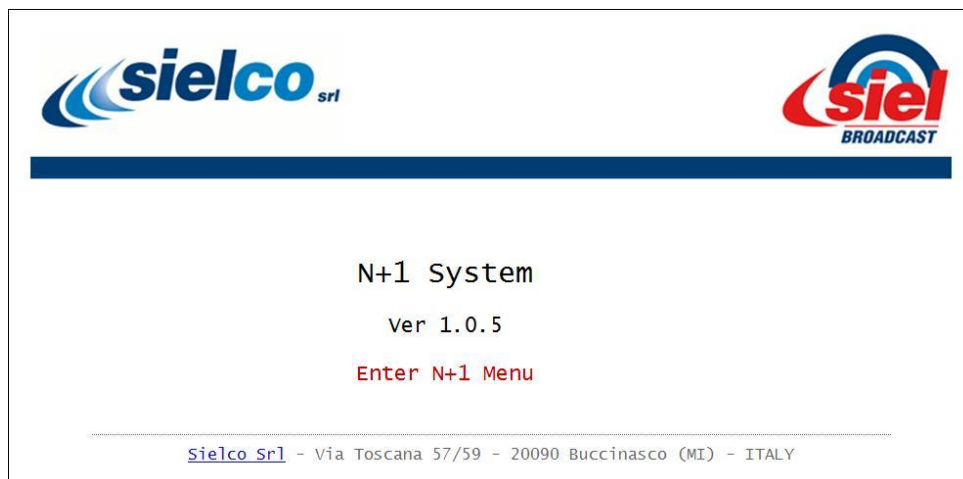 sielco srl
siel
BROADCAST
N+1 System
Ver 1.0.5
Enter N+1 Menu
Sielco Srl - Via Toscana 57/59 - 20090 Buccinasco (MI) - ITALY